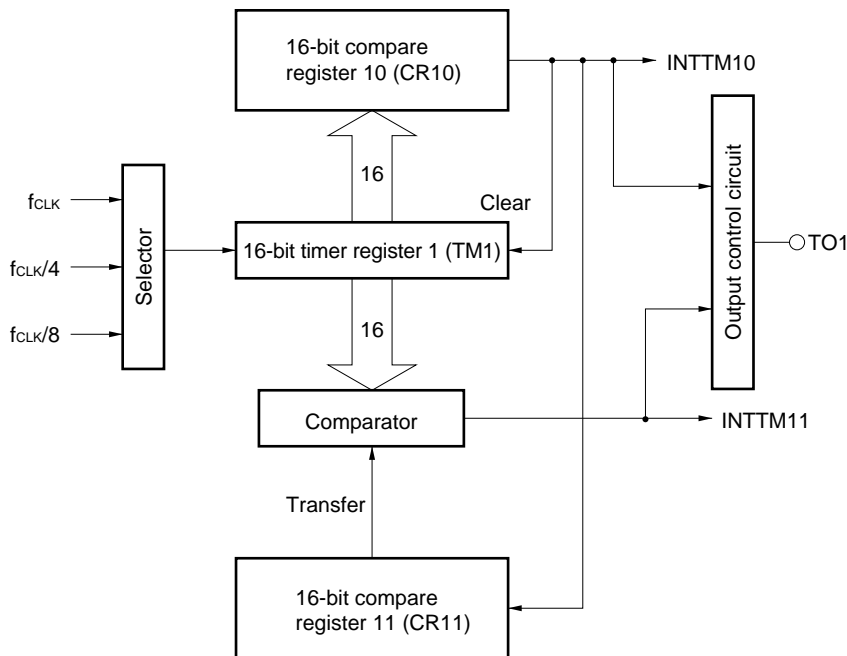 16-bit compare
register 10 (CR10)
INTTM10
16
Clear
fCLK
fCLK/4
fCLK/8
Selector
16-bit timer register 1 (TM1)
Output control circuit
TO1
16
Comparator
INTTM11
Transfer
16-bit compare
register 11 (CR11)